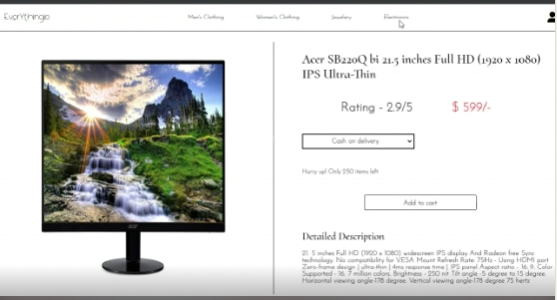 EveryThingio
Men's Clothing Women's Clothing Jewellery Electronics
Acer SB220Q bi 21.5 inches Full HD (1920 x 1080)
IPS Ultra-Thin
Rating - 2.9/5 $ 599/-
Cash on delivery
Hurry up! Only 250 items left
Add to cart
acer
Detailed Description
21. 5 inches Full HD (1920 x 1080) widescreen IPS display And Radeon free Sync
technology. No compatibility for VESA Mount Refresh Rate: 75Hz - Using HDMI port
Zero-frame design | ultra-thin | 4ms response time | IPS panel Aspect ratio - 16: 9. Color
Supported - 16. 7 million colors. Brightness - 250 nit Tilt angle -5 degree to 15 degree.
Horizontal viewing angle-178 degree. Vertical viewing angle-178 degree 75 hertz